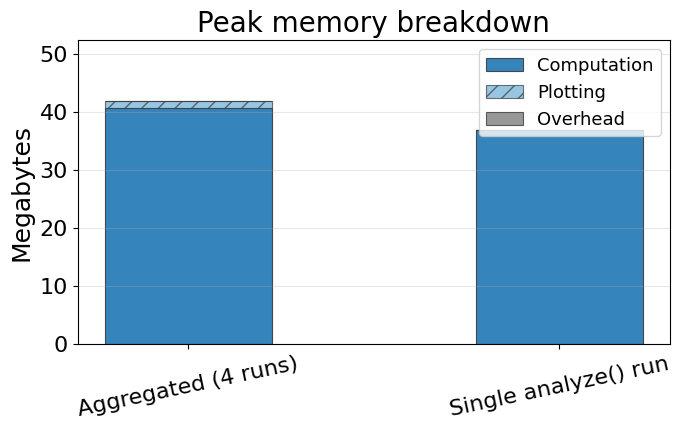 Peak memory breakdown
Megabytes
50
40
30
20
10
0
Computation
Plotting
Overhead
Aggregated (4 runs)
Single analyze() run